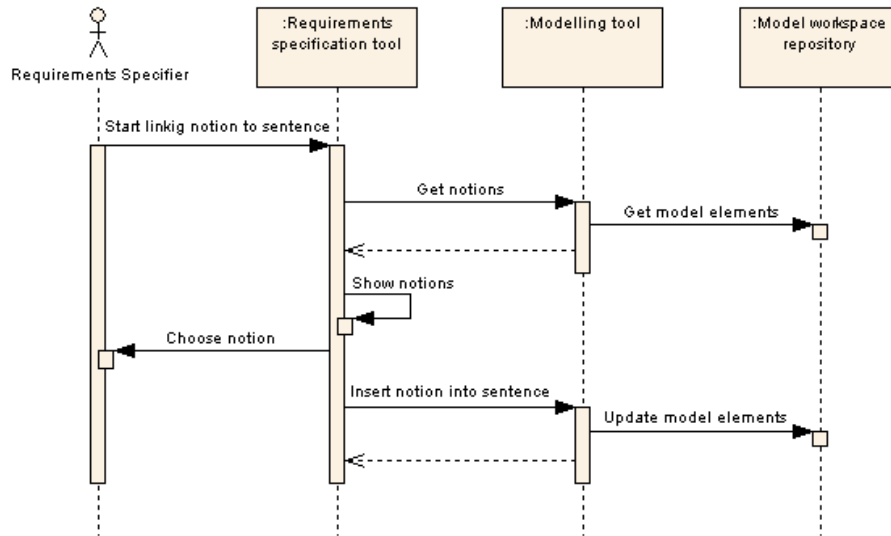 :Requirements
specification tool
:Modelling tool
:Model workspace
repository
Requirements Specifier
Start linkig notion to sentence
Get notions
Get model elements
Show notions
Choose notion
Insert notion into sentence
Update model elements